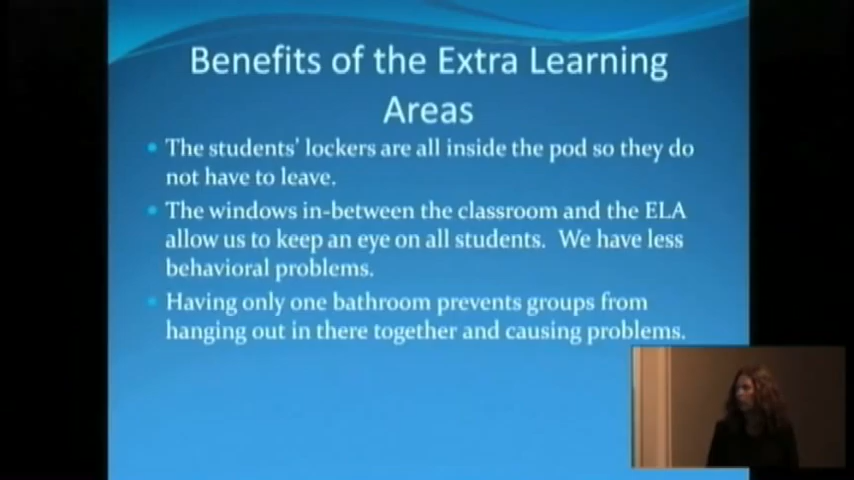 Benefits of the Extra Learning
Areas
The students' lockers are all inside the pod so they do
not have to leave.
The windows in-between the classroom and the ELA
allow us to keep an eye on all students.  We have less
behavioral problems.
Having only one bathroom prevents groups from
hanging out in there together and causing problems.